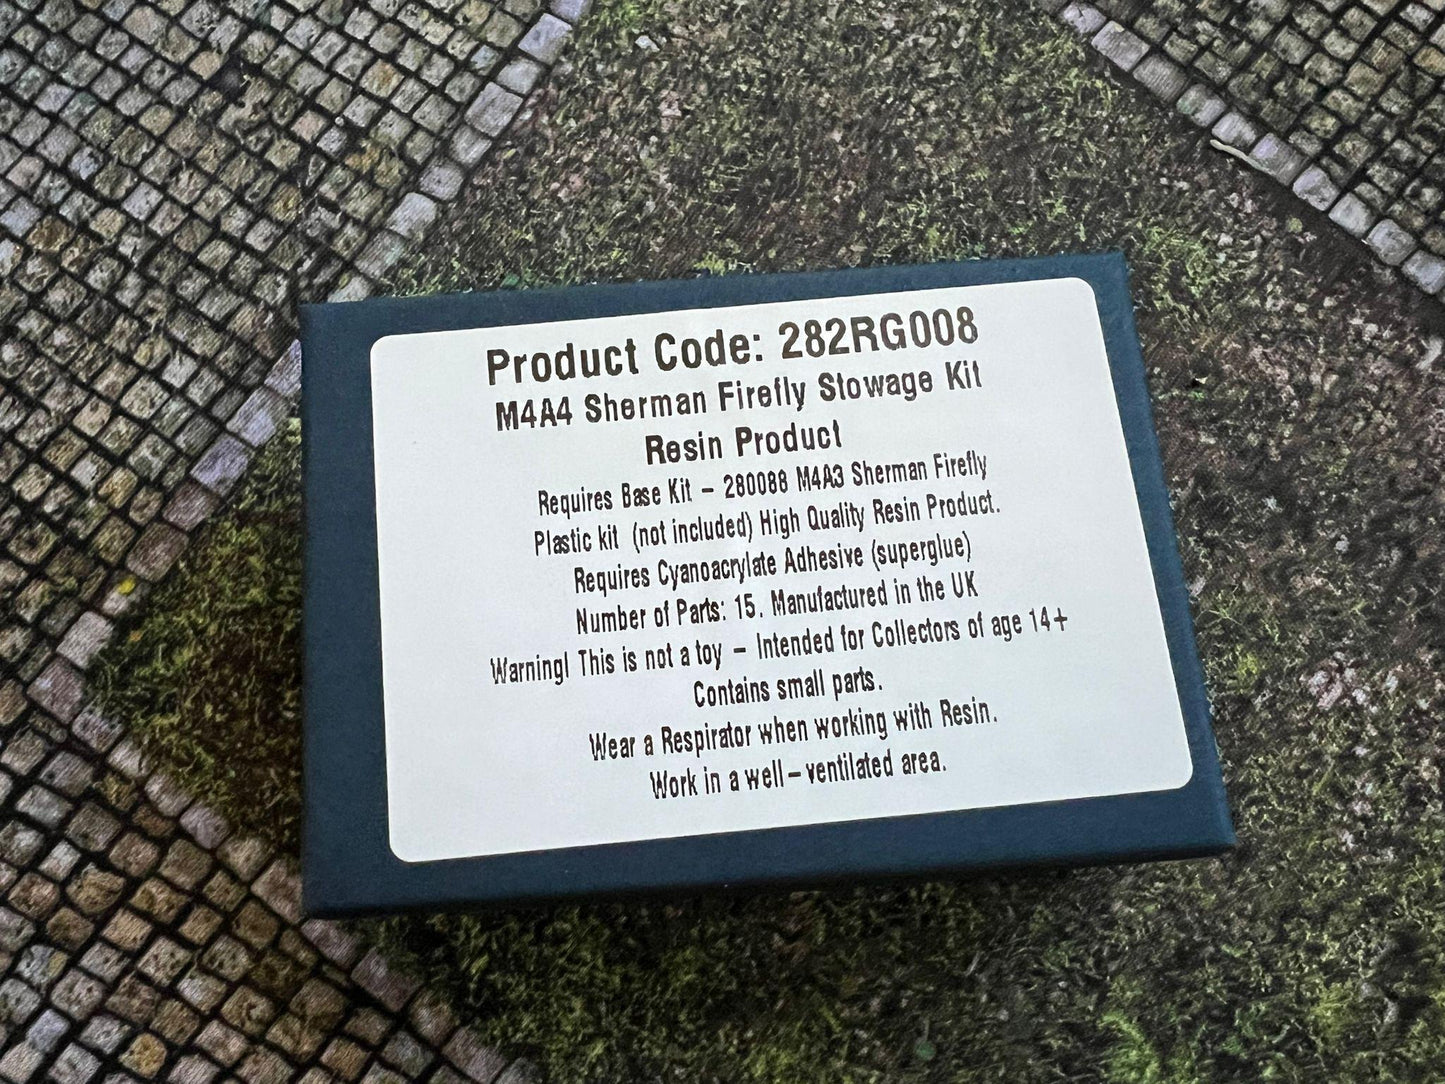 Product Code: 282RG008
M4A4 Sherman Firefly Stowage Kit
Resin Product
Requires Base Kit – 280088 M4A3 Sherman Firefly
Plastic kit (not included) High Quality Resin Product.
Requires Cyanoacrylate Adhesive (superglue)
Number of Parts: 15. Manufactured in the UK
Warning! This is not a toy – Intended for Collectors of age 14+
Contains small parts.
Wear a Respirator when working with Resin.
Work in a well–ventilated area.